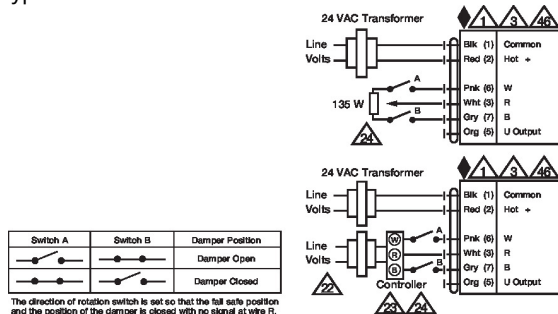 24 VAC Transformer
1 3 46
Line
Volts
Blk (1) Common
Red (2) Hot +
A
Pnk (6) W
135 W
Wht (3) R
B
Gry (7) B
Org (5) U Output
24
24 VAC Transformer
1 3 46
Line
Volts
Blk (1) Common
Red (2) Hot +
A
W
Pnk (6) W
Line
Volts
R
Wht (3) R
B
B
Gry (7) B
Org (5) U Output
22
Controller
23 24
Switch A Switch B Damper Position
Damper Open
Damper Closed
The direction of rotation switch is set so that the fail safe position
and the position of the damper is closed with no signal at wire R.